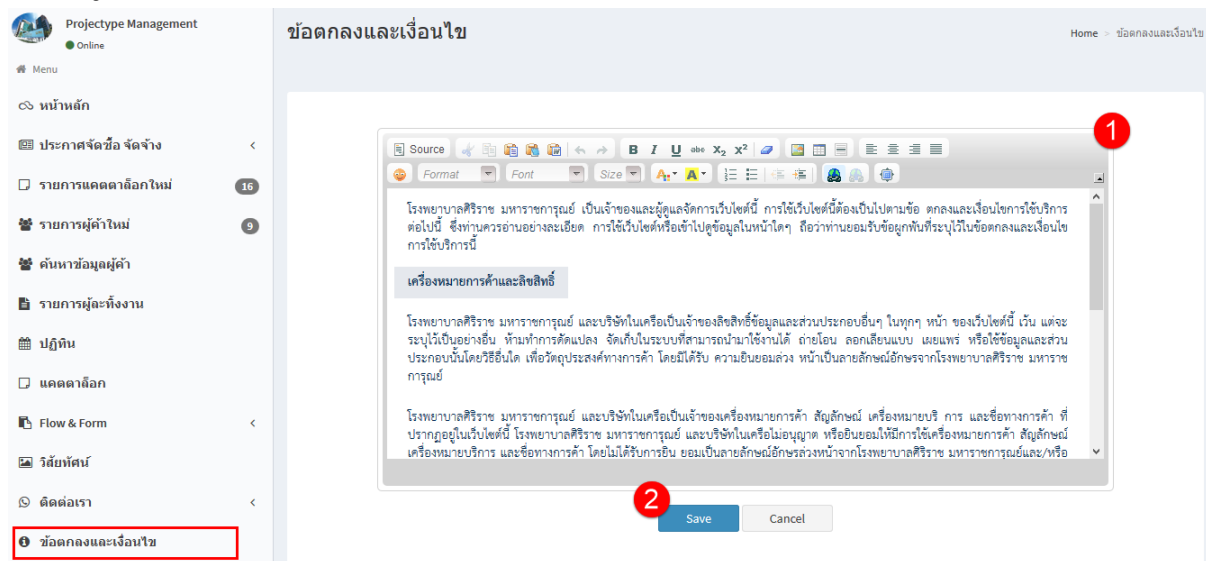 Projectype Management
Online
Menu
หน้าหลัก
ประกาศจัดซื้อ จัดจ้าง
รายการแคตตาล็อกใหม่ 16
รายการผู้ค้าใหม่ 9
ค้นหาข้อมูลผู้ค้า
รายการผู้ละทิ้งงาน
ปฏิทิน
แคตตาล็อก
Flow & Form
วิสัยทัศน์
ติดต่อเรา
ข้อตกลงและเงื่อนไข
ข้อตกลงและเงื่อนไข
Home > ข้อตกลงและเงื่อนไข
1
Source B I U abc X₂ X²
Format Font Size A A
โรงพยาบาลศิริราช มหาราชการุณย์ เป็นเจ้าของและผู้ดูแลจัดการเว็บไซต์นี้ การใช้เว็บไซต์นี้ต้องเป็นไปตามข้อ ตกลงและเงื่อนไขการใช้บริการ
ต่อไปนี้ ซึ่งท่านควรอ่านอย่างละเอียด การใช้เว็บไซต์หรือเข้าไปดูข้อมูลในหน้าใดๆ ถือว่าท่านยอมรับข้อผูกพันที่ระบุไว้ในข้อตกลงและเงื่อนไข
การใช้บริการนี้
เครื่องหมายการค้าและลิขสิทธิ์
โรงพยาบาลศิริราช มหาราชการุณย์ และบริษัทในเครือเป็นเจ้าของลิขสิทธิ์ข้อมูลและส่วนประกอบอื่นๆ ในทุกๆ หน้า ของเว็บไซต์นี้ เว้น แต่จะ
ระบุไว้เป็นอย่างอื่น ห้ามทำการดัดแปลง จัดเก็บในระบบที่สามารถนำมาใช้งานได้ ถ่ายโอน ลอกเลียนแบบ เผยแพร่ หรือใช้ข้อมูลและส่วน
ประกอบนั้นโดยวิธีอื่นใด เพื่อวัตถุประสงค์ทางการค้า โดยมิได้รับ ความยินยอมล่วง หน้าเป็นลายลักษณ์อักษรจากโรงพยาบาลศิริราช มหาราช
การุณย์
โรงพยาบาลศิริราช มหาราชการุณย์ และบริษัทในเครือเป็นเจ้าของเครื่องหมายการค้า สัญลักษณ์ เครื่องหมายบริ การ และชื่อทางการค้า ที่
ปรากฏอยู่ในเว็บไซต์นี้ โรงพยาบาลศิริราช มหาราชการุณย์ และบริษัทในเครือไม่อนุญาต หรือยินยอมให้มีการใช้เครื่องหมายการค้า สัญลักษณ์
เครื่องหมายบริการ และชื่อทางการค้า โดยไม่ได้รับการยิน ยอมเป็นลายลักษณ์อักษรล่วงหน้าจากโรงพยาบาลศิริราช มหาราชการุณย์และ/หรือ
2
Save Cancel